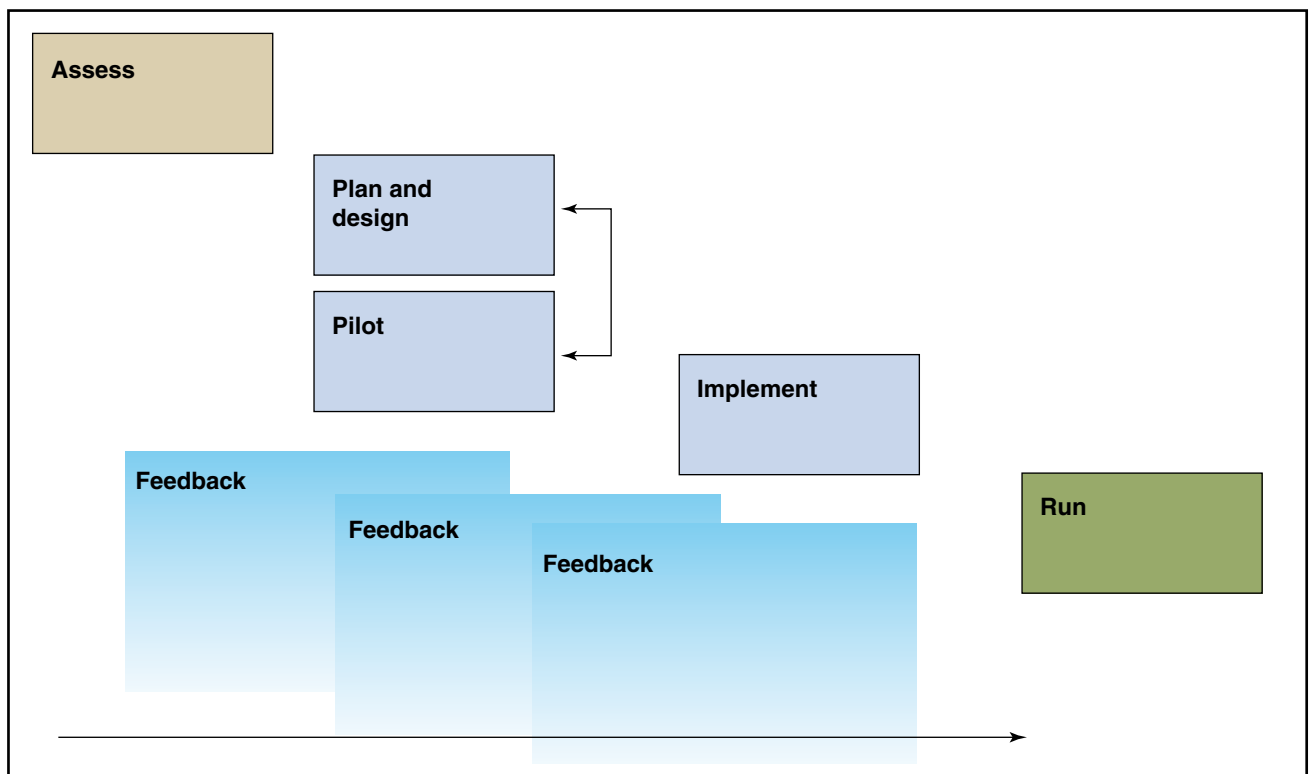 Assess
Plan and
design
Pilot
Implement
Feedback
Run
Feedback
Feedback